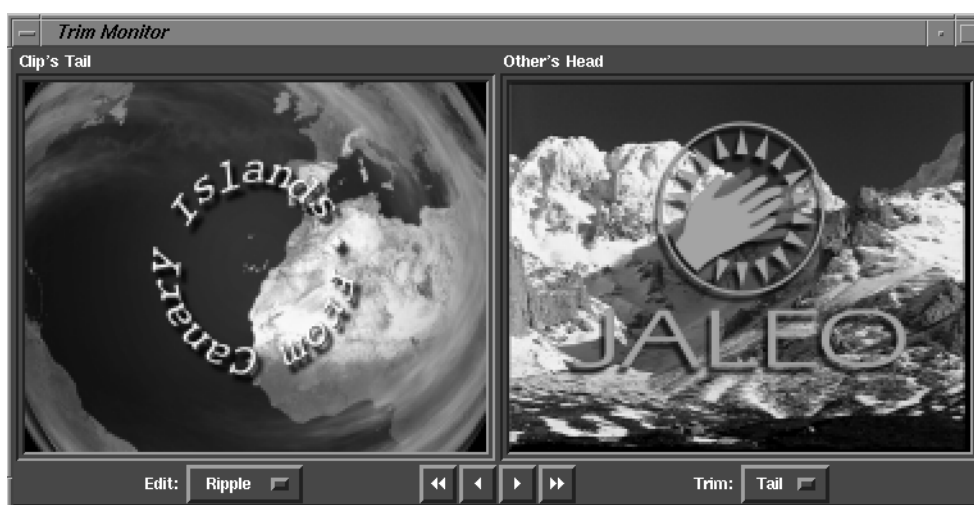 Trim Monitor
Clip's Tail
Other's Head
From Canary Islands *
JALEO
Edit: Ripple
Trim: Tail